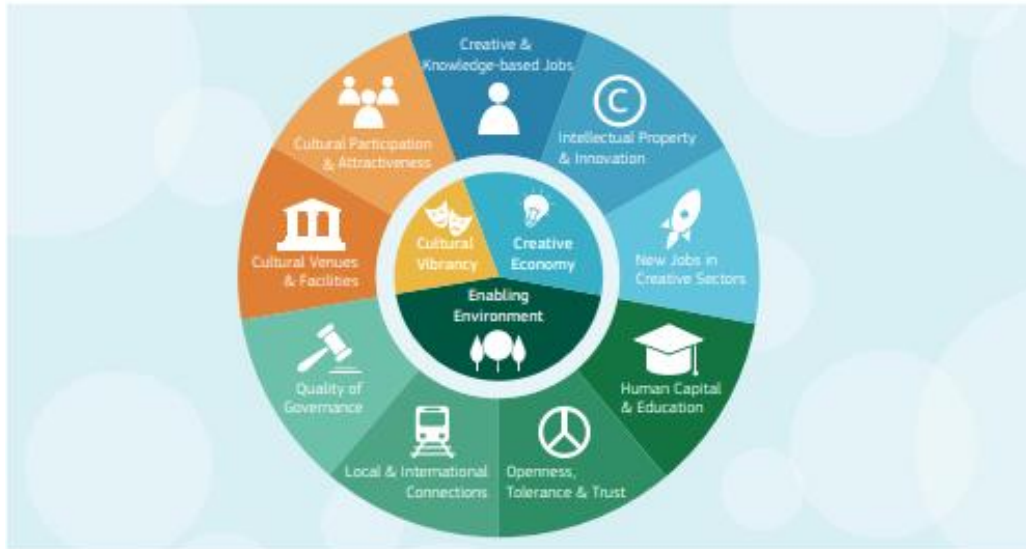 Creative &
Knowledge-based Jobs
C
Intellectual Property
& Innovation
New Jobs in
Creative Sectors
Human Capital
& Education
Openness,
Tolerance & Trust
Local & International
Connections
Quality of
Governance
Cultural Venues
& Facilities
Cultural Participation
& Attractiveness
Cultural
Vibrancy
Creative
Economy
Enabling
Environment